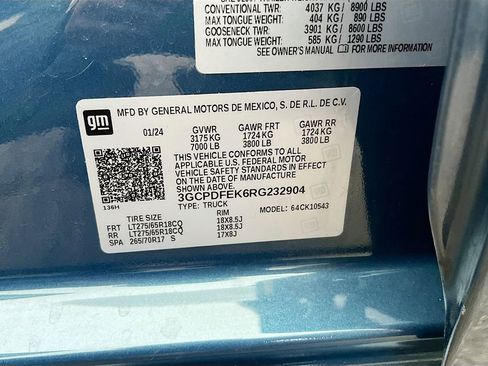 CONVENTIONAL TWR: 4037 KG / 8900 LBS
MAX TONGUE WEIGHT: 404 KG / 890 LBS
GOOSENECK TWR: 3901 KG / 8600 LBS
MAX TONGUE WEIGHT: 585 KG / 1290 LBS
SEE OWNER'S MANUAL FOR MORE INFORMATION
gm
MFD BY GENERAL MOTORS DE MEXICO, S. DE R.L. DE C.V.
01/24 GVWR GAWR FRT GAWR RR
3175 KG 1724 KG 1724 KG
7000 LB 3800 LB 3800 LB
THIS VEHICLE CONFORMS TO ALL
APPLICABLE U.S. FEDERAL MOTOR
VEHICLE SAFETY STANDARDS IN EFFECT
ON THE DATE OF MANUFACTURE
SHOWN ABOVE.
3GCPDFEK6RG232904
136H
TYPE: TRUCK MODEL: 64CK10543
TIRE SIZE RIM
FRT LT275/65R18CQ 18X8.5J
RR LT275/65R18CQ 18X8.5J
SPA 265/70R17 S 17X8J